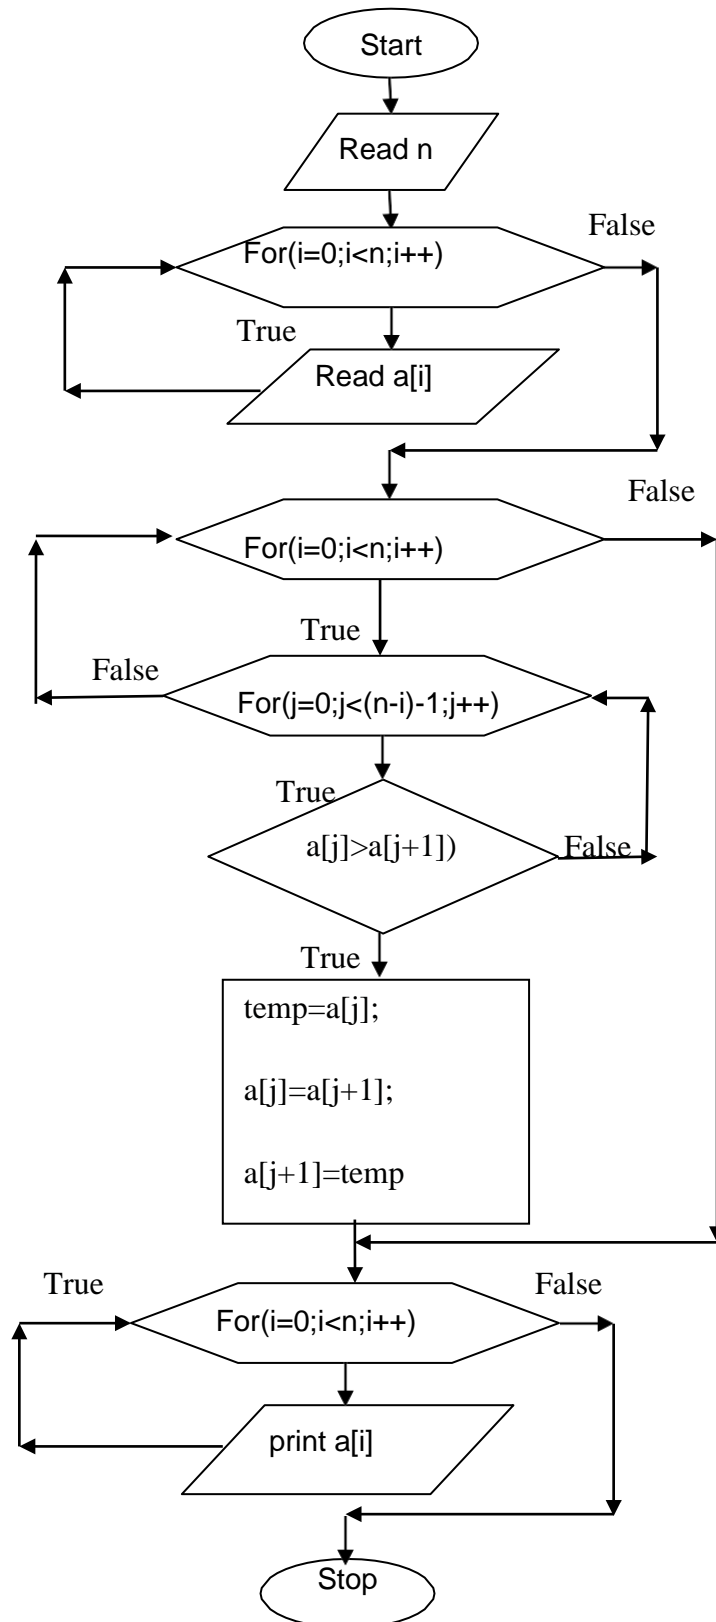 Start
Read n
False
For(i=0;i<n;i++)
True
Read a[i]
False
For(i=0;i<n;i++)
True
False
For(j=0;j<(n-i)-1;j++)
True
a[j]>a[j+1])
False
True
temp=a[j];
a[j]=a[j+1];
a[j+1]=temp
True
False
For(i=0;i<n;i++)
print a[i]
Stop